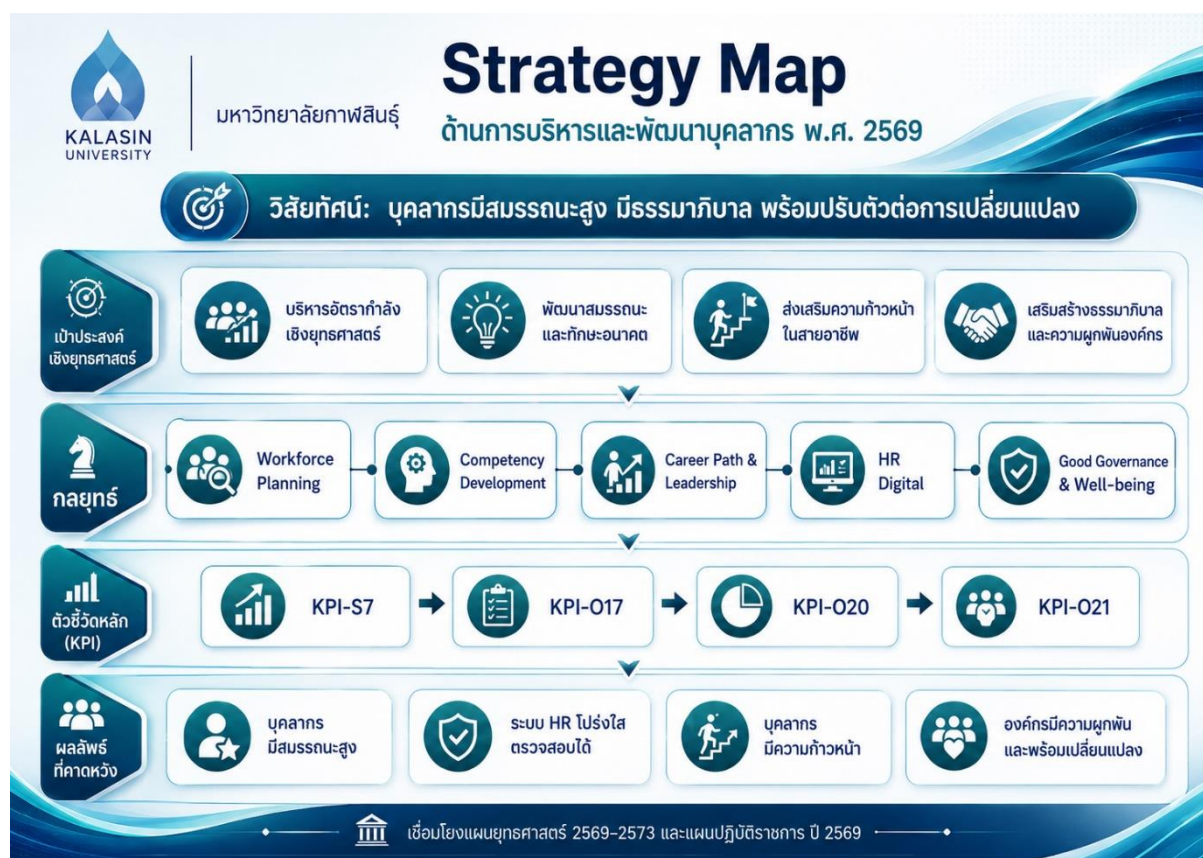 KALASIN
UNIVERSITY
มหาวิทยาลัยกาฬสินธุ์
Strategy Map
ด้านการบริหารและพัฒนาบุคลากร พ.ศ. 2569
วิสัยทัศน์: บุคลากรมีสมรรถนะสูง มีธรรมาภิบาล พร้อมปรับตัวต่อการเปลี่ยนแปลง
เป้าประสงค์
เชิงยุทธศาสตร์
บริหารอัตรากำลัง
เชิงยุทธศาสตร์
พัฒนาสมรรถนะ
และทักษะอนาคต
ส่งเสริมความก้าวหน้า
ในสายอาชีพ
เสริมสร้างธรรมาภิบาล
และความผูกพันองค์กร
กลยุทธ์
Workforce
Planning
Competency
Development
Career Path &
Leadership
HR
Digital
Good Governance
& Well-being
ตัวชี้วัดหลัก
(KPI)
KPI-S7
KPI-O17
KPI-O20
KPI-O21
ผลลัพธ์
ที่คาดหวัง
บุคลากร
มีสมรรถนะสูง
ระบบ HR โปร่งใส
ตรวจสอบได้
บุคลากร
มีความก้าวหน้า
องค์กรมีความผูกพัน
และพร้อมเปลี่ยนแปลง
เชื่อมโยงแผนยุทธศาสตร์ 2569-2573 และแผนปฏิบัติราชการ ปี 2569